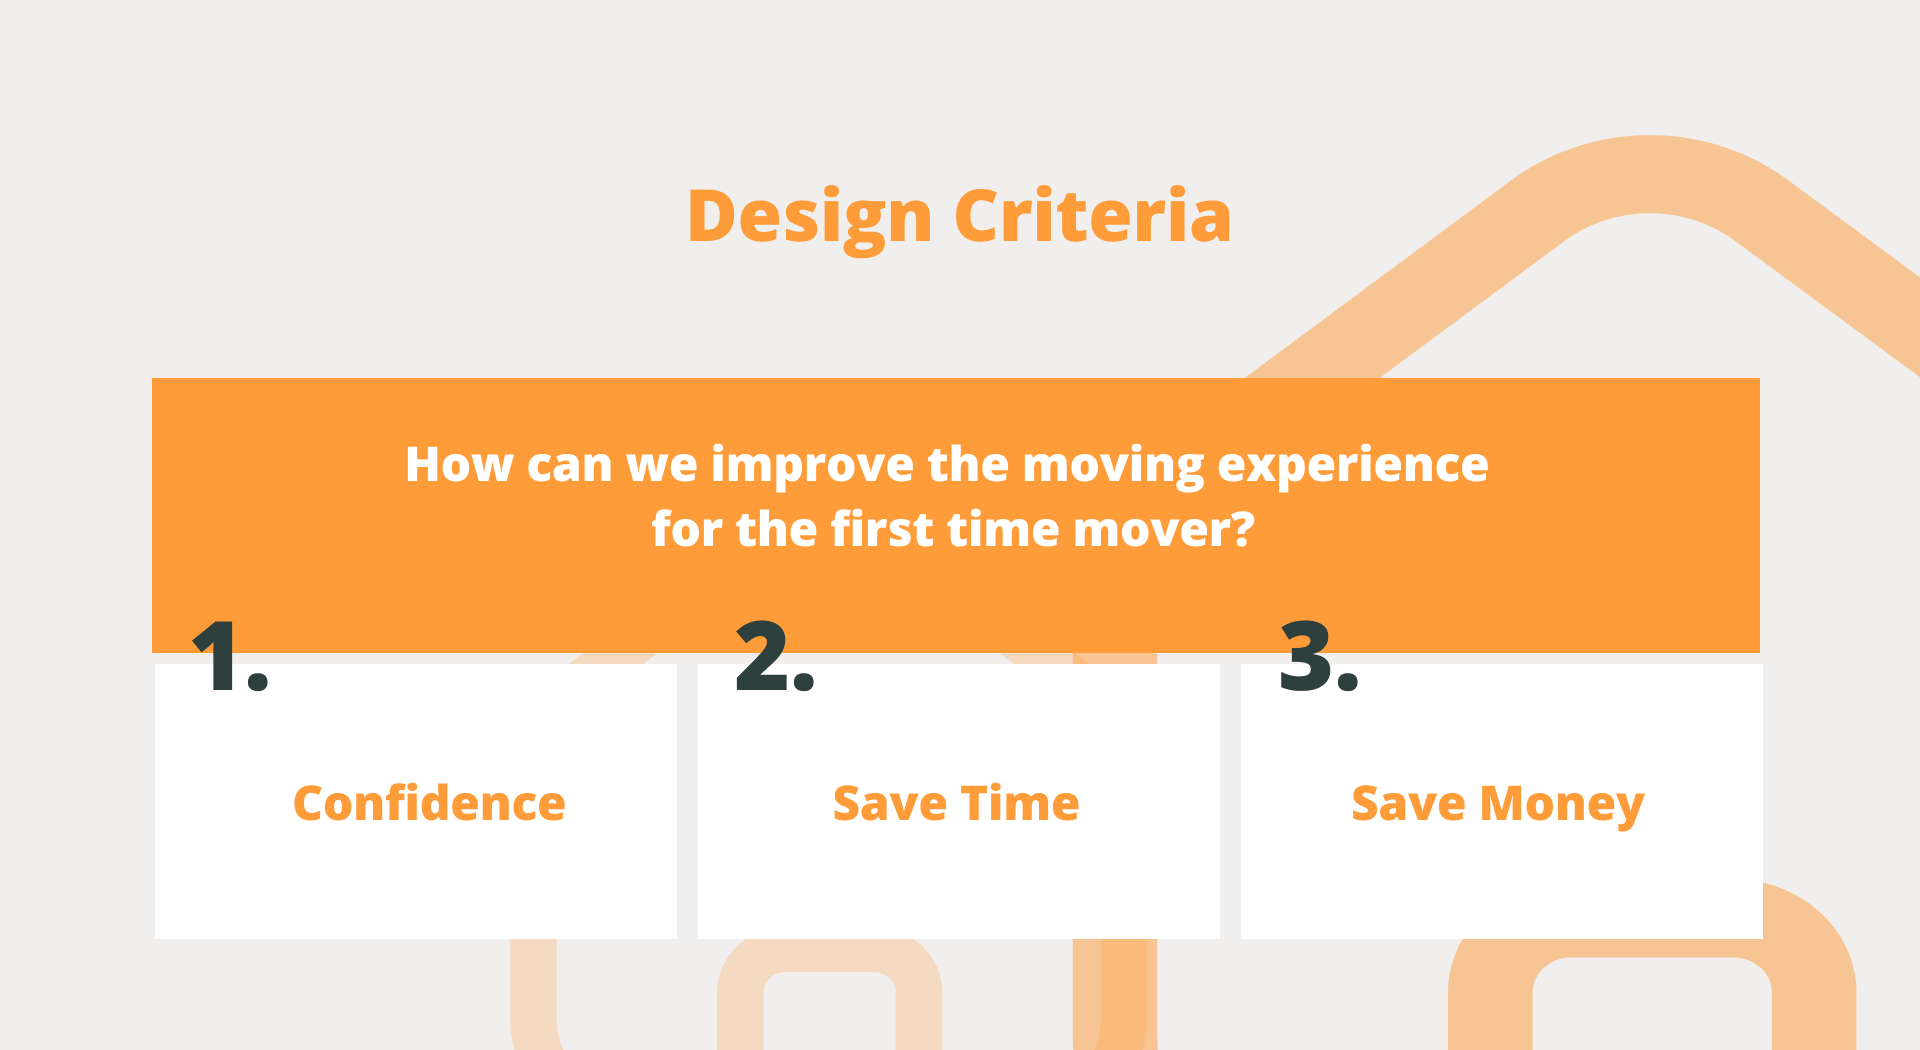 Design Criteria
How can we improve the moving experience
for the first time mover?
1.
Confidence
2.
Save Time
3.
Save Money